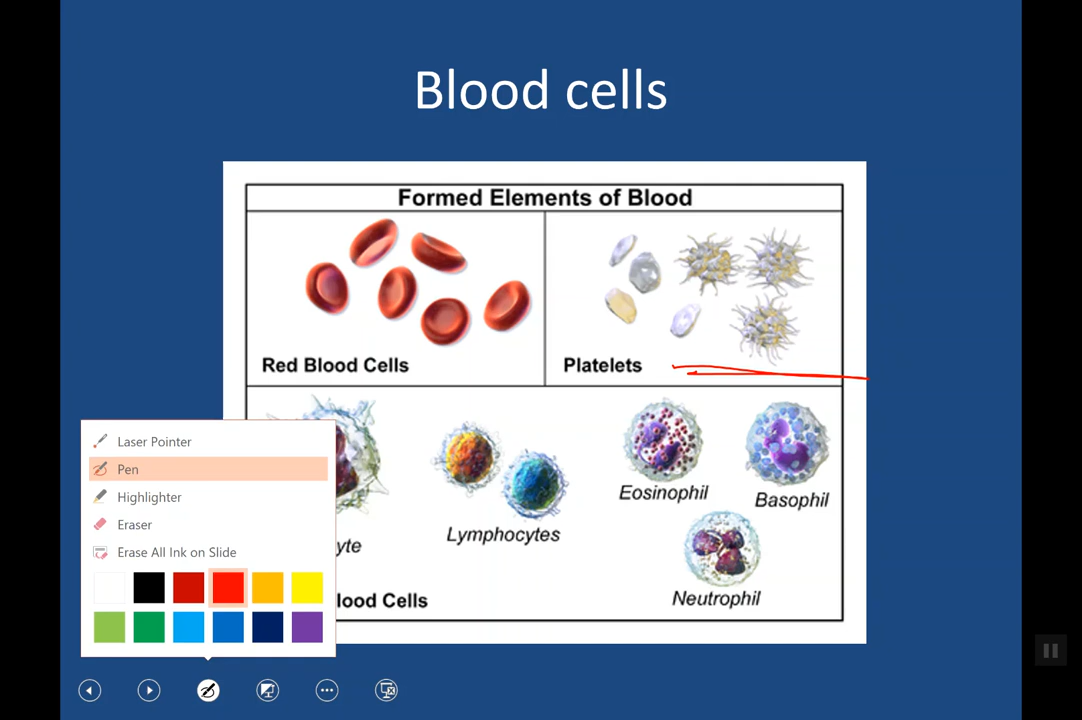 Blood cells
Formed Elements of Blood
Red Blood Cells
Platelets
Laser Pointer
Pen
Highlighter
Eraser
Erase All Ink on Slide
yte
Lymphocytes
Eosinophil
Basophil
Neutrophil
lood Cells